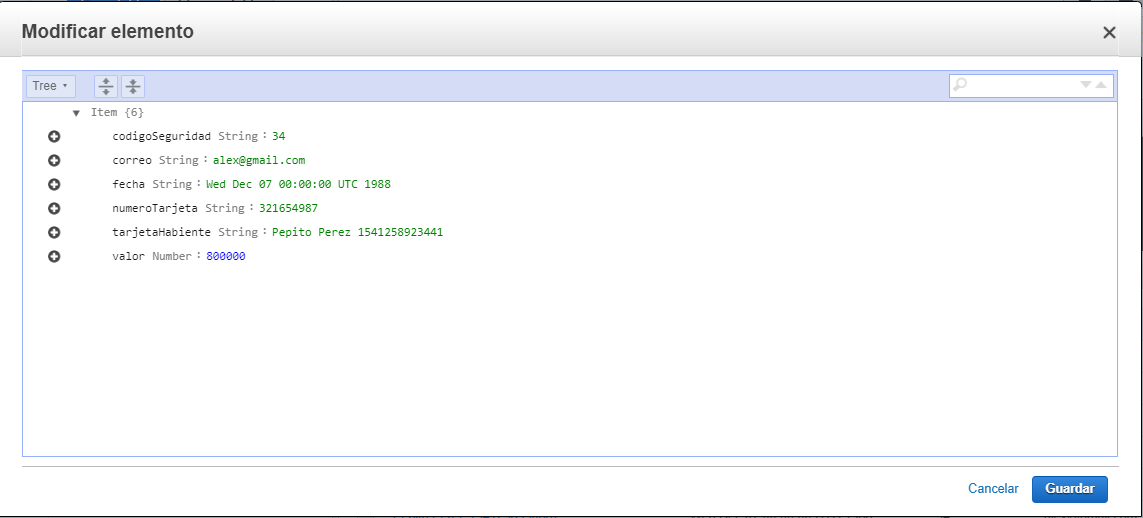 Modificar elemento
Tree
Item {6}
codigoSeguridad String : 34
correo String : alex@gmail.com
fecha String : Wed Dec 07 00:00:00 UTC 1988
numeroTarjeta String : 321654987
tarjetaHabiente String : Pepito Perez 1541258923441
valor Number : 800000
Cancelar Guardar